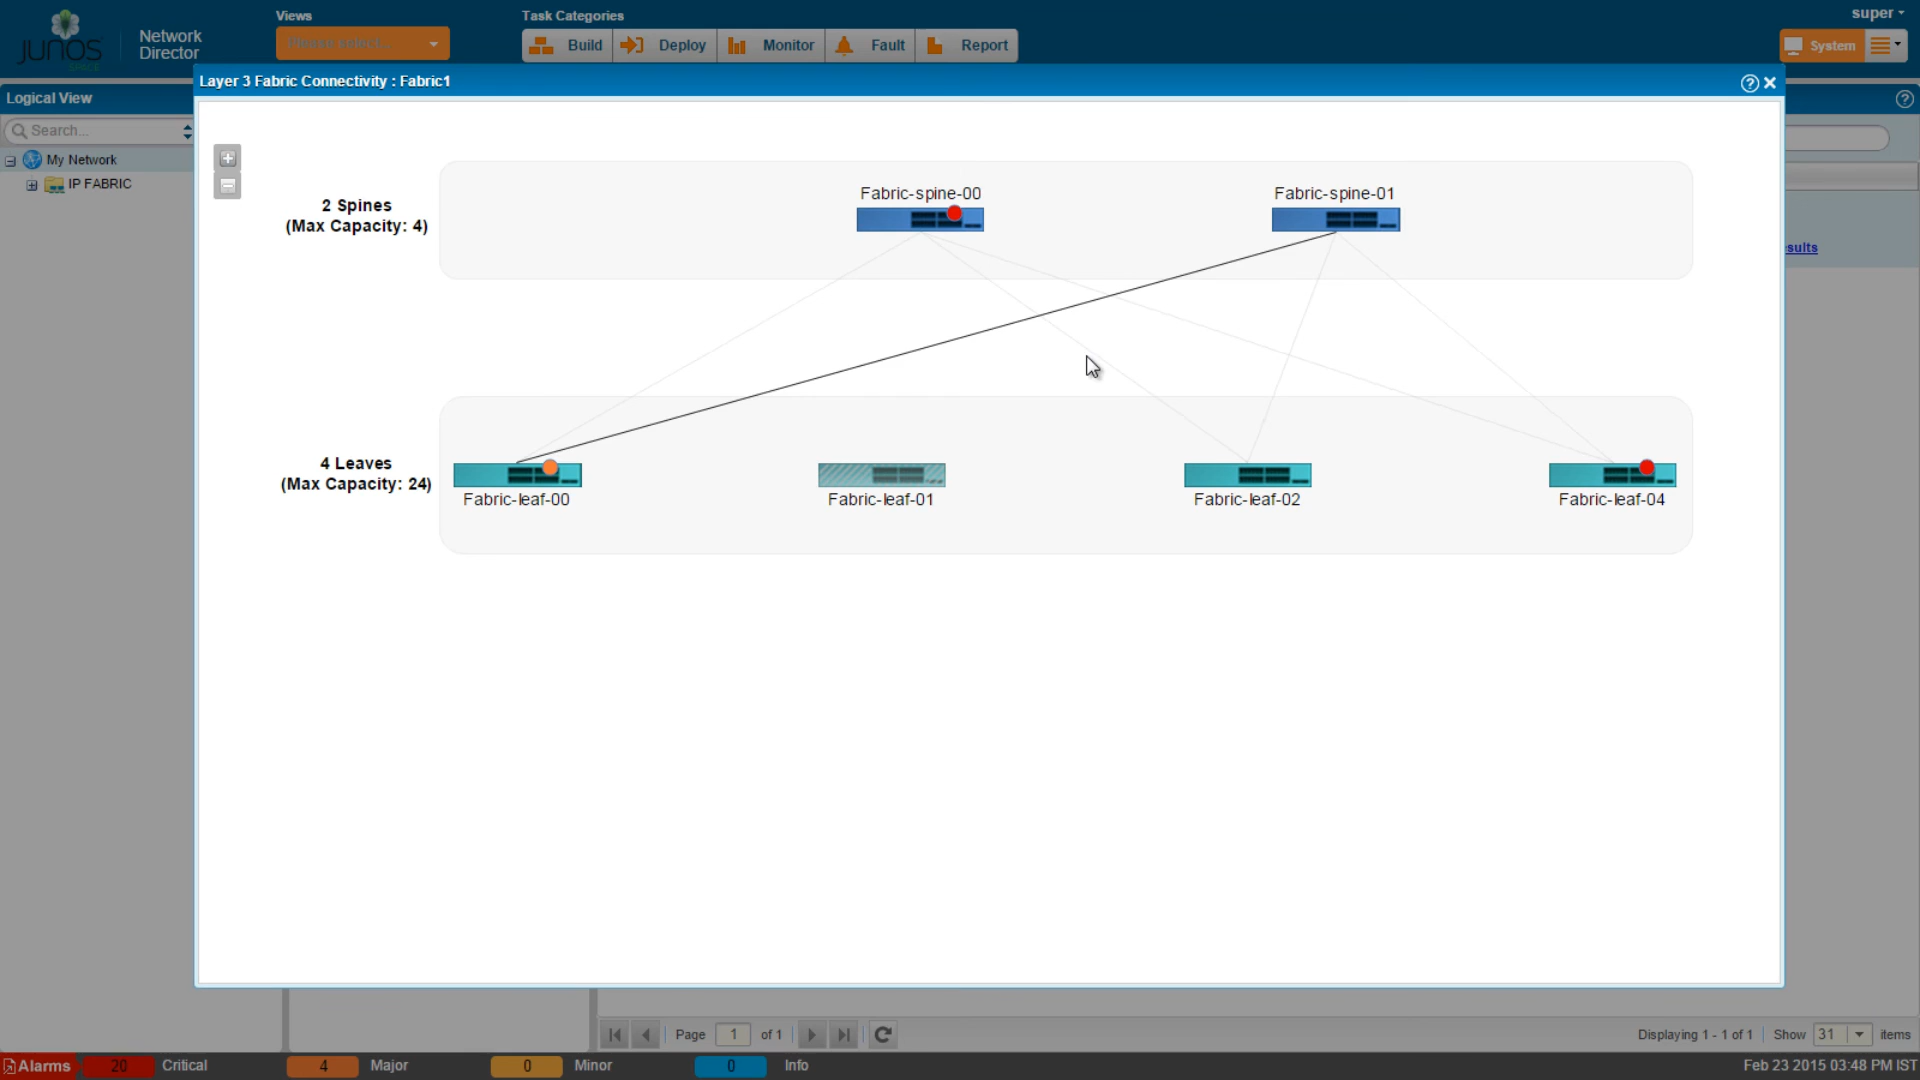 JUNOS
SPACE
Network
Director
Views
Please select...
Task Categories
Build
Deploy
Monitor
Fault
Report
super
System
Layer 3 Fabric Connectivity : Fabric1
Logical View
Search...
My Network
IP FABRIC
2 Spines
(Max Capacity: 4)
Fabric-spine-00
Fabric-spine-01
sults
4 Leaves
(Max Capacity: 24)
Fabric-leaf-00
Fabric-leaf-01
Fabric-leaf-02
Fabric-leaf-04
Page 1 of 1
Displaying 1 - 1 of 1
Show 31 items
Alarms
20 Critical
4 Major
0 Minor
0 Info
Feb 23 2015 03:48 PM IST